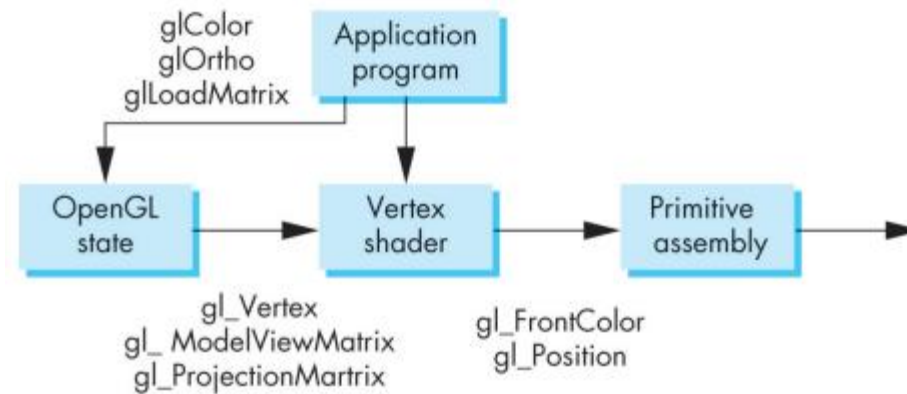 glColor
glOrtho
glLoadMatrix
Application
program
OpenGL
state
Vertex
shader
Primitive
assembly
gl_Vertex
gl_ ModelViewMatrix
gl_ProjectionMartrix
gl_FrontColor
gl_Position